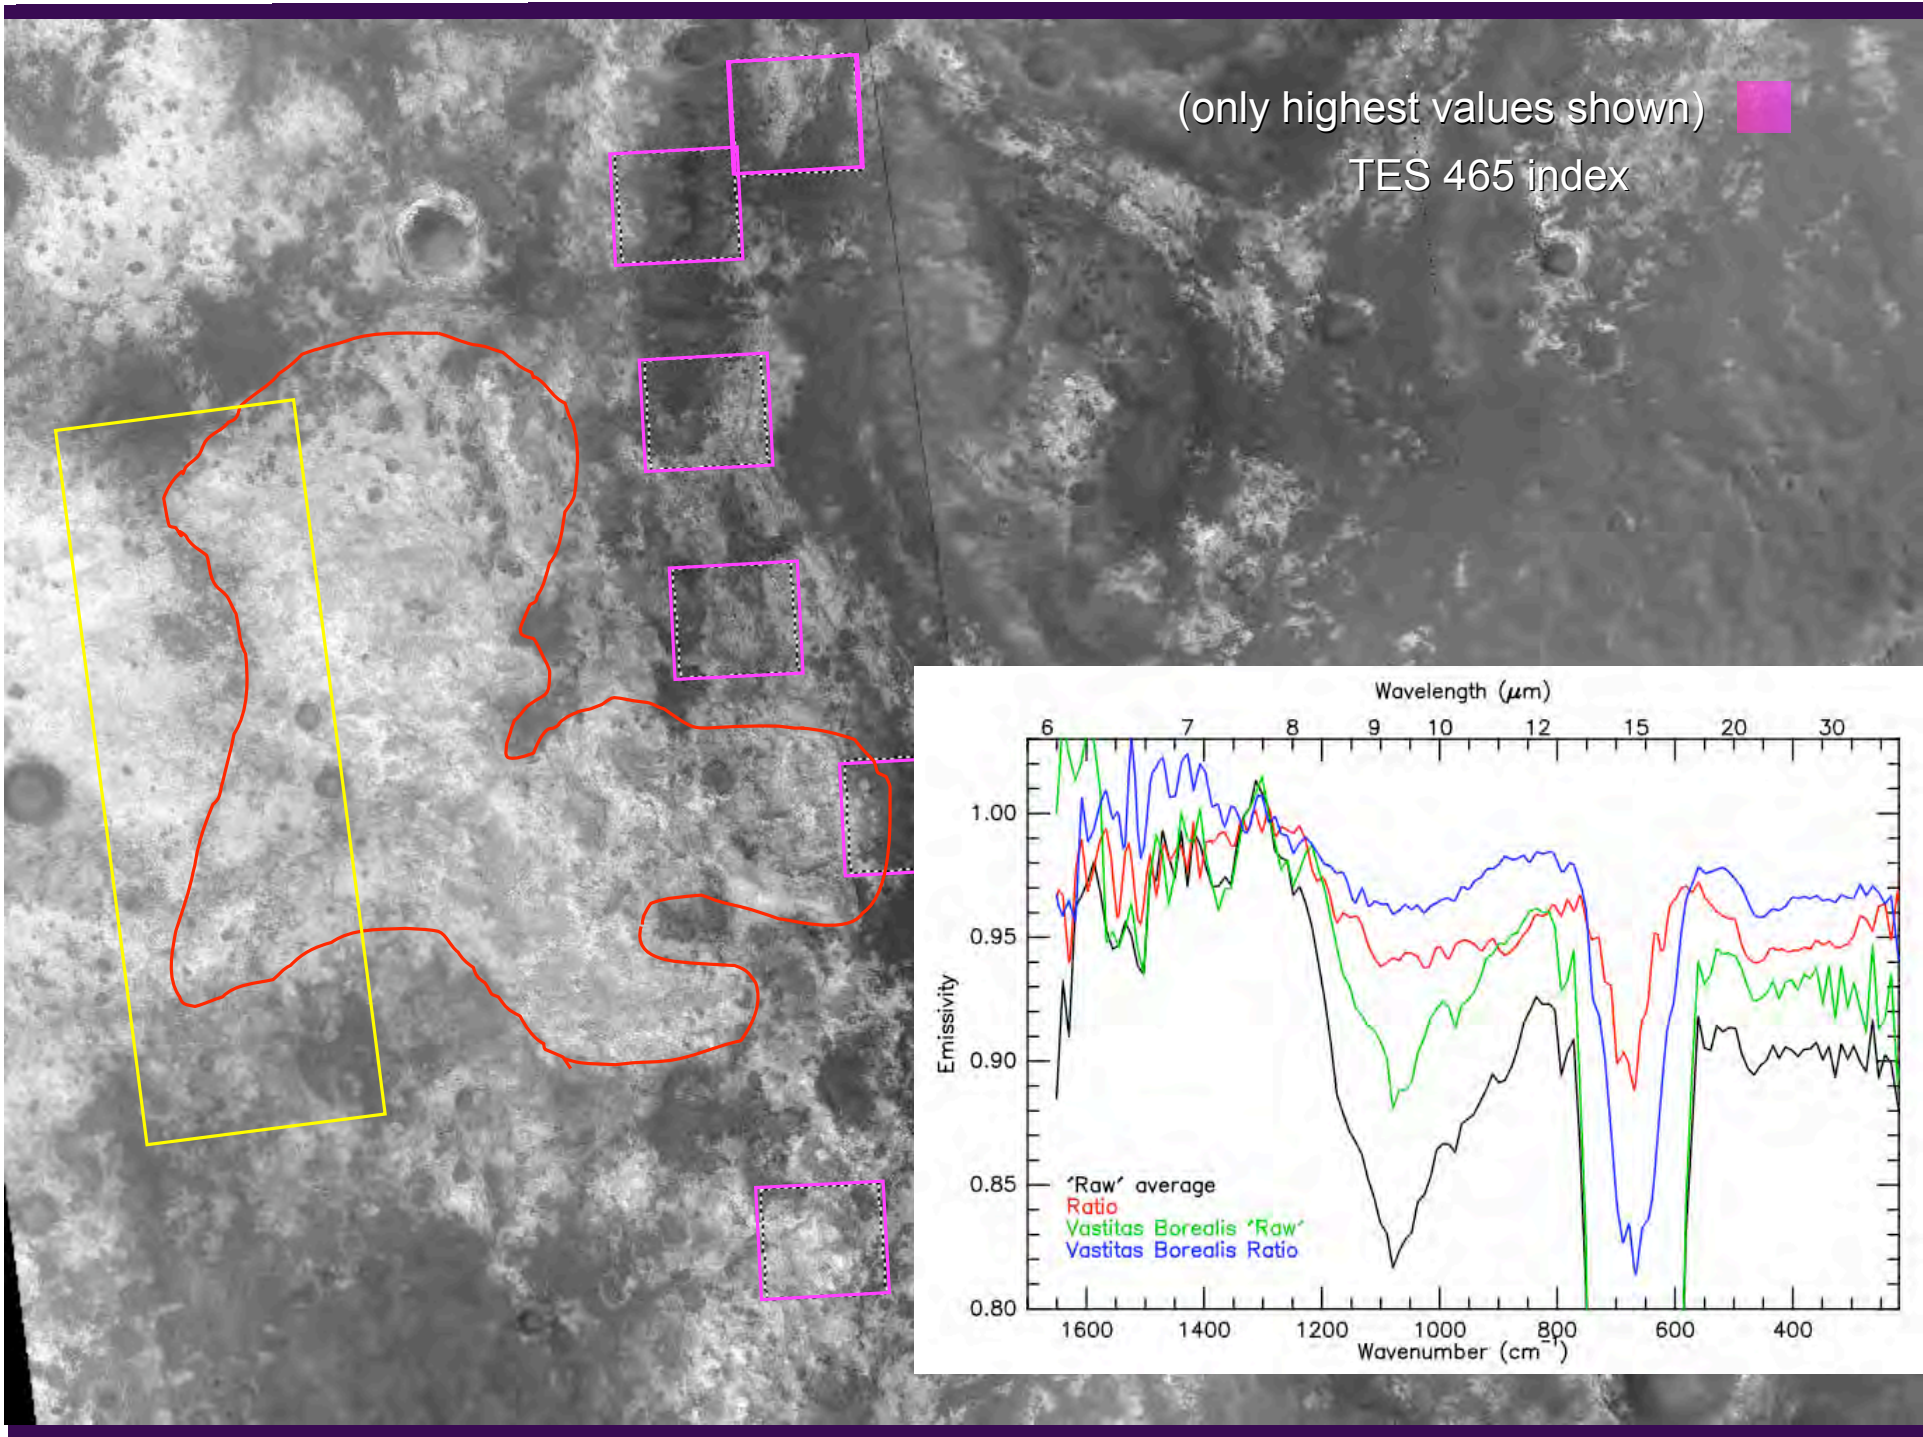 (only highest values shown)
TES 465 index
Wavelength (μm)
6 7 8 9 10 12 15 20 30
1.00
0.95
0.90
0.85
0.80
Emissivity
'Raw' average
Ratio
Vastitas Borealis 'Raw'
Vastitas Borealis Ratio
1600 1400 1200 1000 800 600 400
Wavenumber (cm⁻¹)